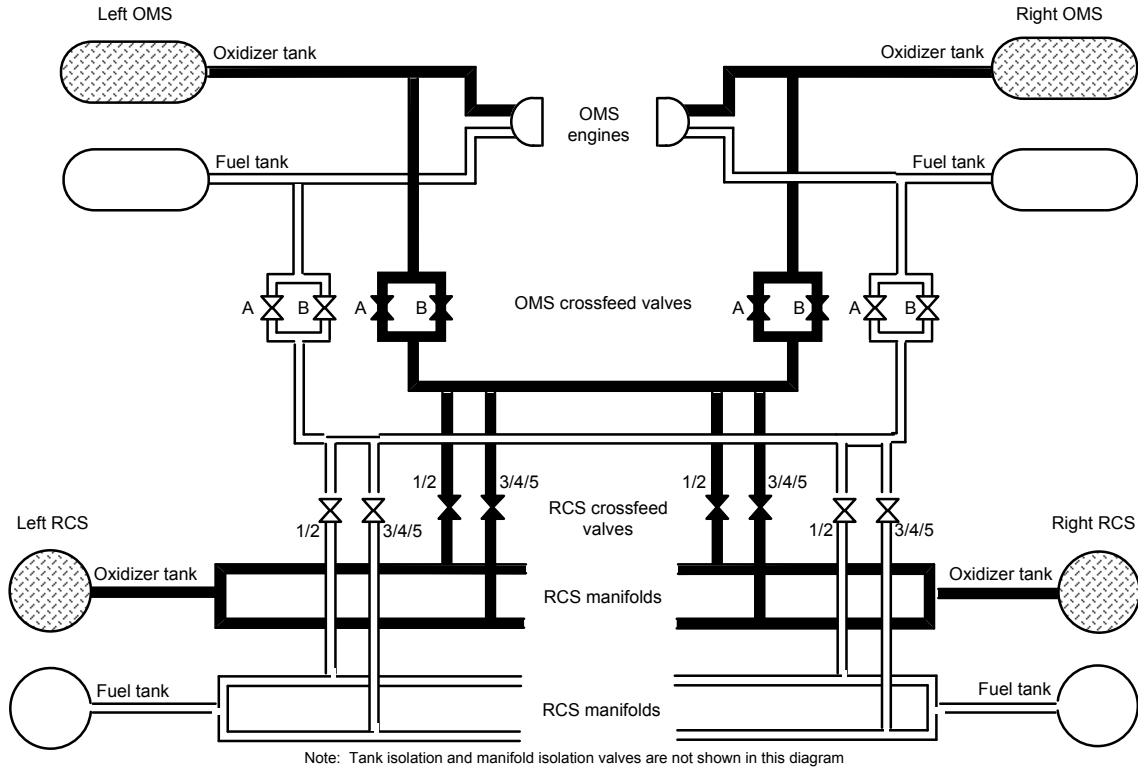 Left OMS
Right OMS
Oxidizer tank
Oxidizer tank
OMS
engines
Fuel tank
Fuel tank
A
B
A
B
OMS crossfeed valves
A
B
A
B
1/2
3/4/5
1/2
3/4/5
Left RCS
1/2
3/4/5
RCS crossfeed
valves
1/2
3/4/5
Right RCS
Oxidizer tank
RCS manifolds
Oxidizer tank
Fuel tank
RCS manifolds
Fuel tank
Note: Tank isolation and manifold isolation valves are not shown in this diagram